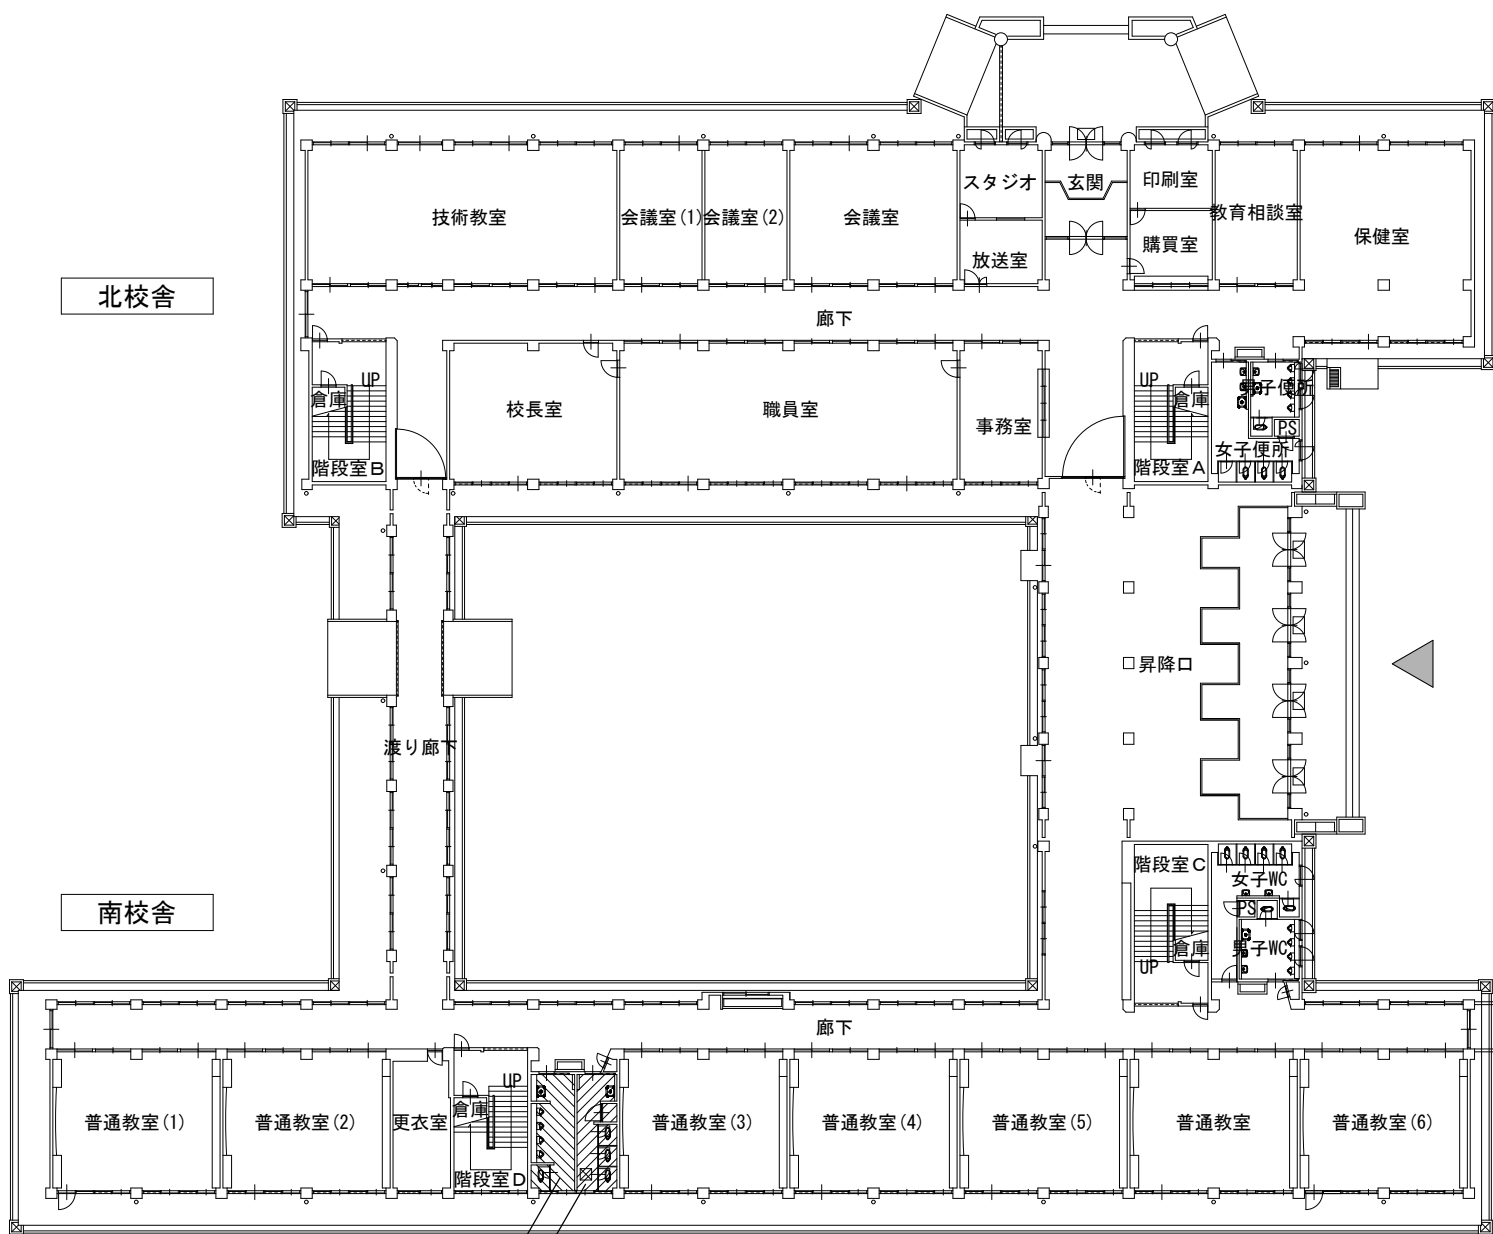 スタジオ
玄関
印刷室
技術教室
会議室(1)
会議室(2)
会議室
教育相談室
保健室
放送室
購買室
北校舎
廊下
UP
倉庫
階段室B
校長室
職員室
事務室
UP
倉庫
階段室A
男子便所
PS
女子便所
昇降口
渡り廊下
階段室C
女子WC
PS
倉庫
男子WC
UP
南校舎
廊下
UP
倉庫
階段室D
普通教室(1)
普通教室(2)
更衣室
普通教室(3)
普通教室(4)
普通教室(5)
普通教室
普通教室(6)